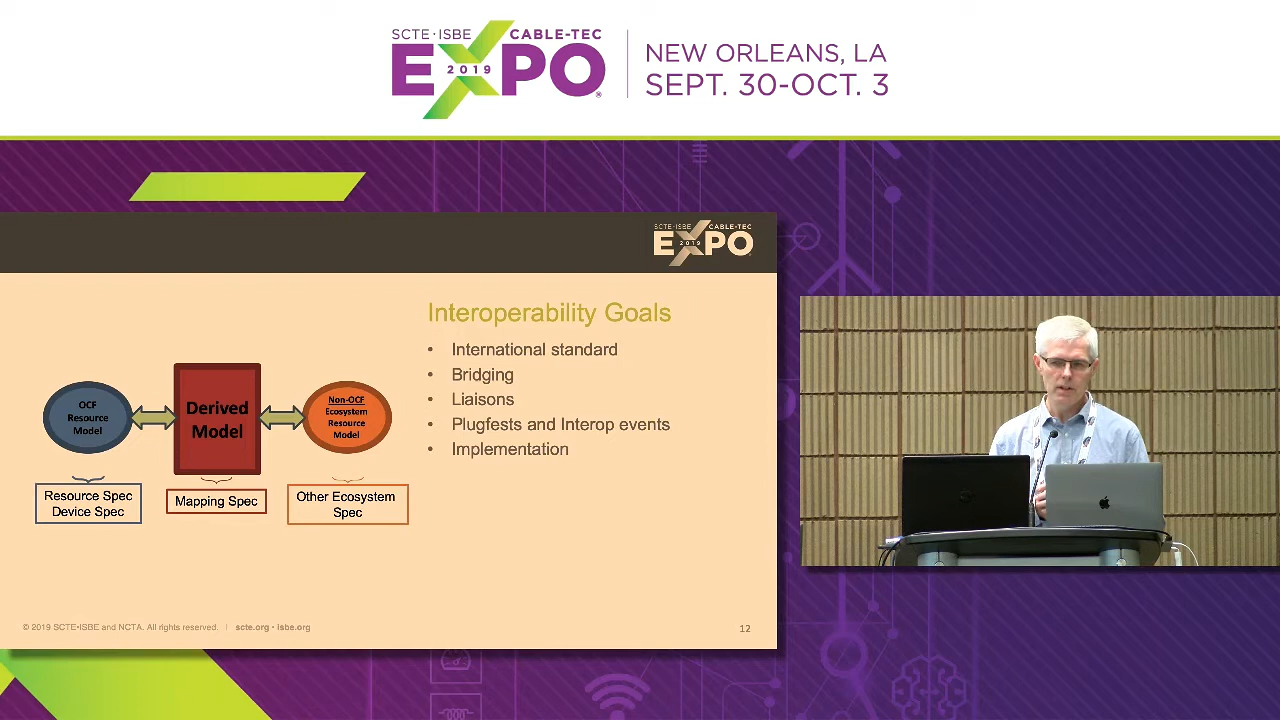 SCTE•ISBE CABLE-TEC
EXPO
2019
®
NEW ORLEANS, LA
SEPT. 30-OCT. 3
SCTE•ISBE CABLE-TEC
EXPO
2019
Interoperability Goals
• International standard
• Bridging
• Liaisons
• Plugfests and Interop events
• Implementation
OCF
Resource
Model
Derived
Model
Non-OCF
Ecosystem
Resource
Model
Resource Spec
Device Spec
Mapping Spec
Other Ecosystem
Spec
© 2019 SCTE•ISBE and NCTA. All rights reserved. | scte.org • isbe.org
12